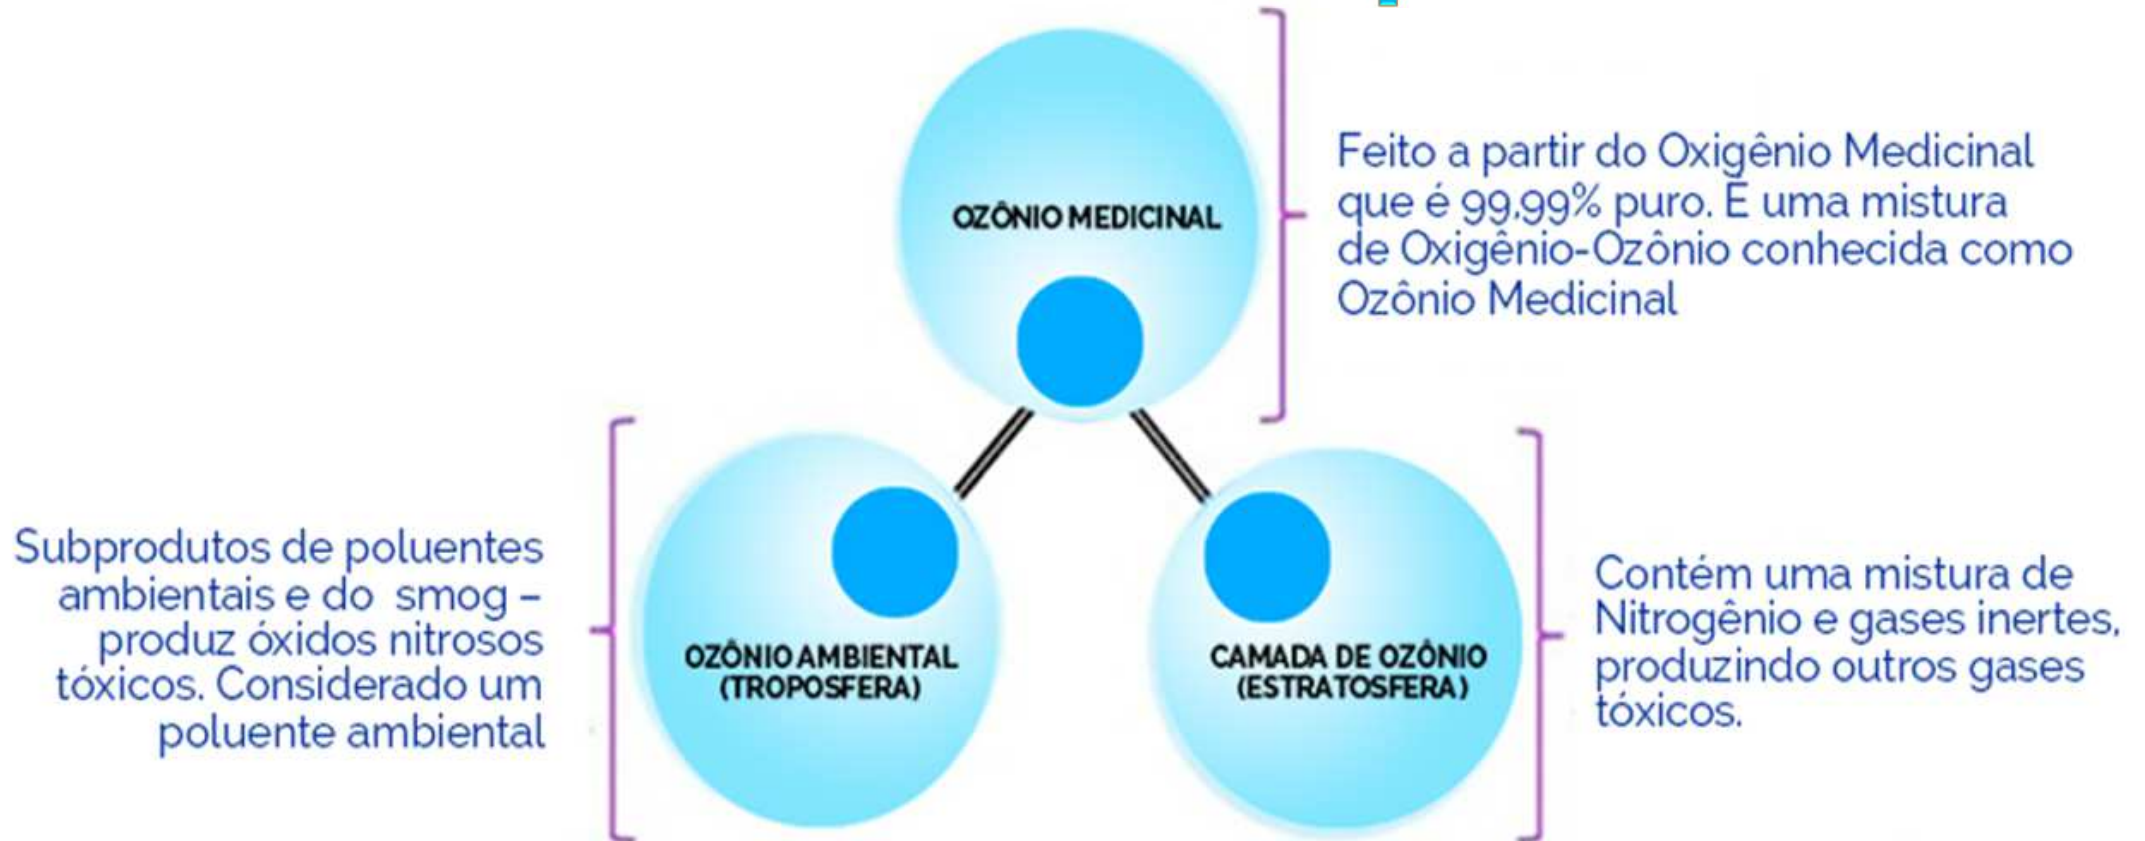 OZÔNIO MEDICINAL
Feito a partir do Oxigênio Medicinal
que é 99,99% puro. É uma mistura
de Oxigênio-Ozônio conhecida como
Ozônio Medicinal
Subprodutos de poluentes
ambientais e do smog –
produz óxidos nitrosos
tóxicos. Considerado um
poluente ambiental
OZÔNIO AMBIENTAL
(TROPOSFERA)
CAMADA DE OZÔNIO
(ESTRATOSFERA)
Contém uma mistura de
Nitrogênio e gases inertes,
produzindo outros gases
tóxicos.